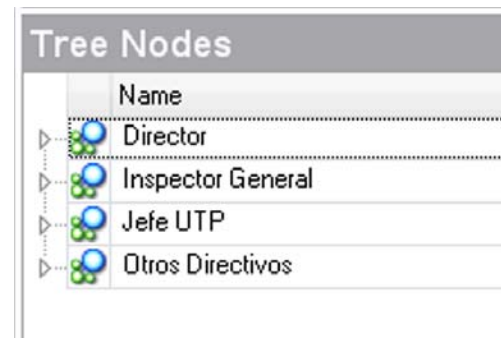 Tree Nodes
Name
Director
Inspector General
Jefe UTP
Otros Directivos